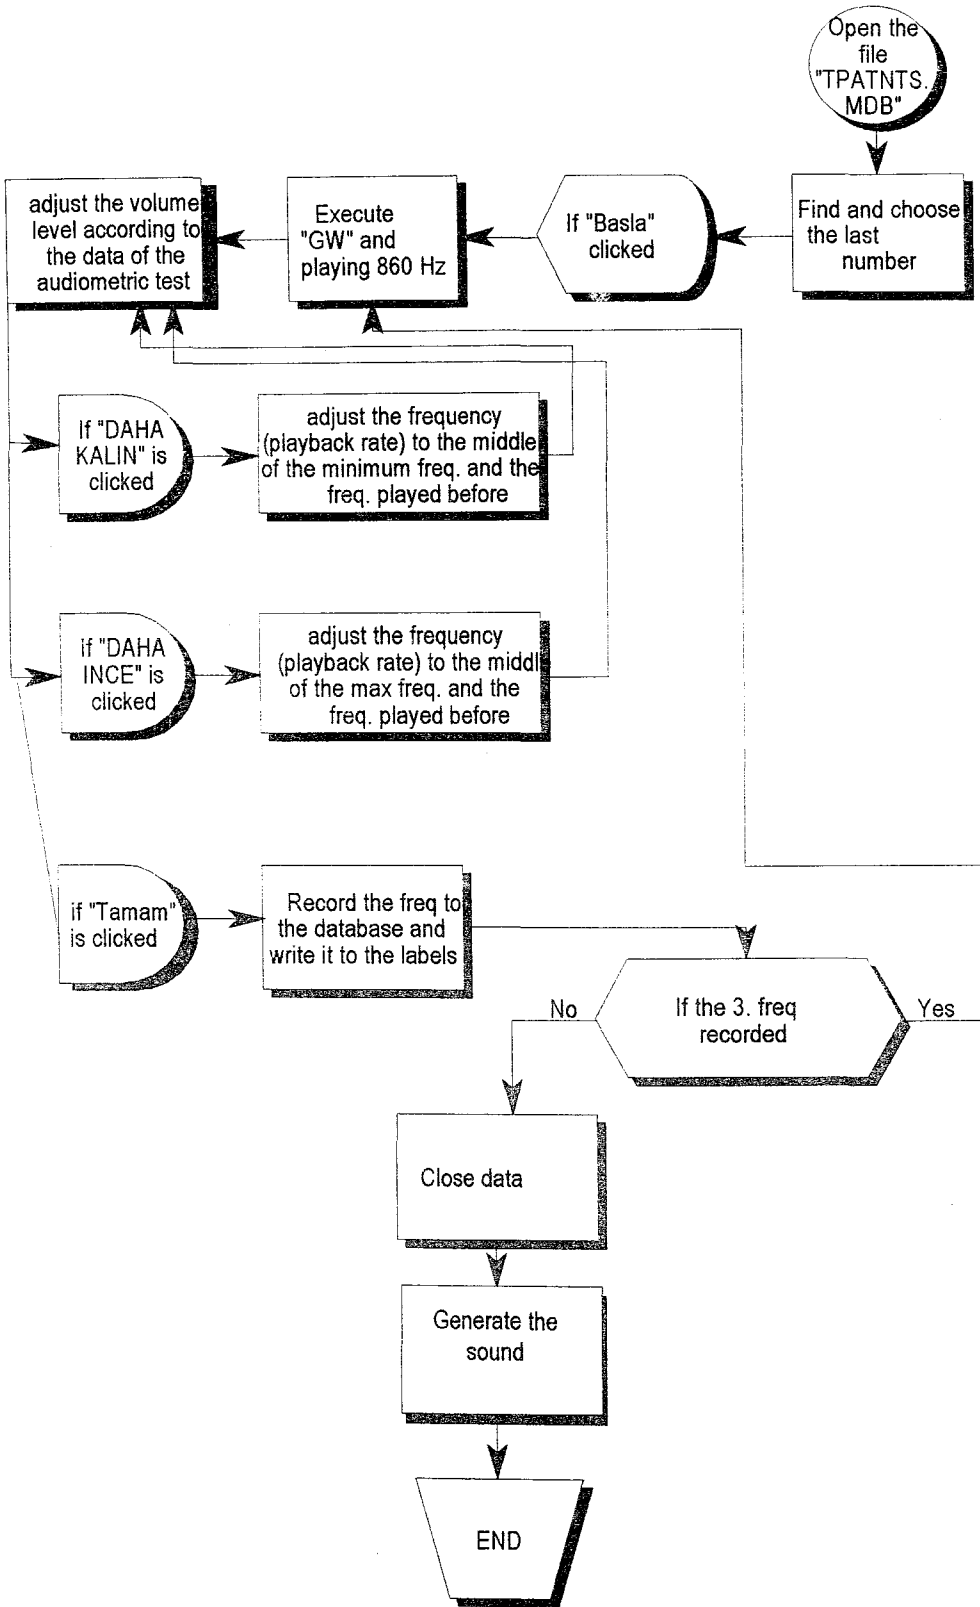 Open the
file
"TPATNTS.
MDB"
Find and choose
the last
number
If "Basla"
clicked
Execute
"GW" and
playing 860 Hz
adjust the volume
level according to
the data of the
audiometric test
If "DAHA
KALIN" is
clicked
adjust the frequency
(playback rate) to the middle
of the minimum freq. and the
freq. played before
if "DAHA
INCE" is
clicked
adjust the frequency
(playback rate) to the middl
of the max freq. and the
freq. played before
if "Tamam"
is clicked
Record the freq to
the database and
write it to the labels
If the 3. freq
recorded
No
Yes
Close data
Generate the
sound
END